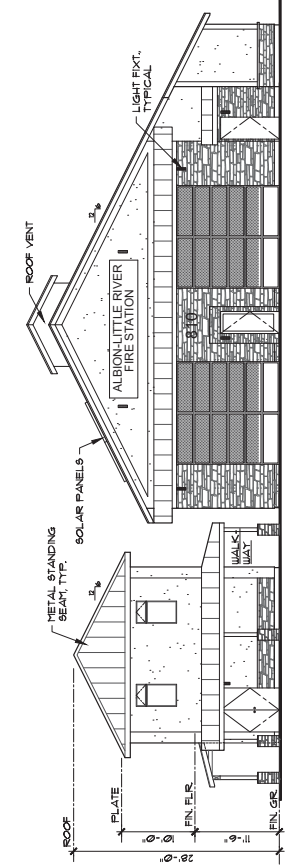 ROOF
PLATE
FIN. FLR.
FIN. GR.
28'-0"
10'-0"
11'-6"
METAL STANDING
SEAM, TYP.
12
SOLAR PANELS
ROOF VENT
12
LIGHT FIXT.,
TYPICAL
ALBION-LITTLE RIVER
FIRE STATION
810
WALK-
WAY